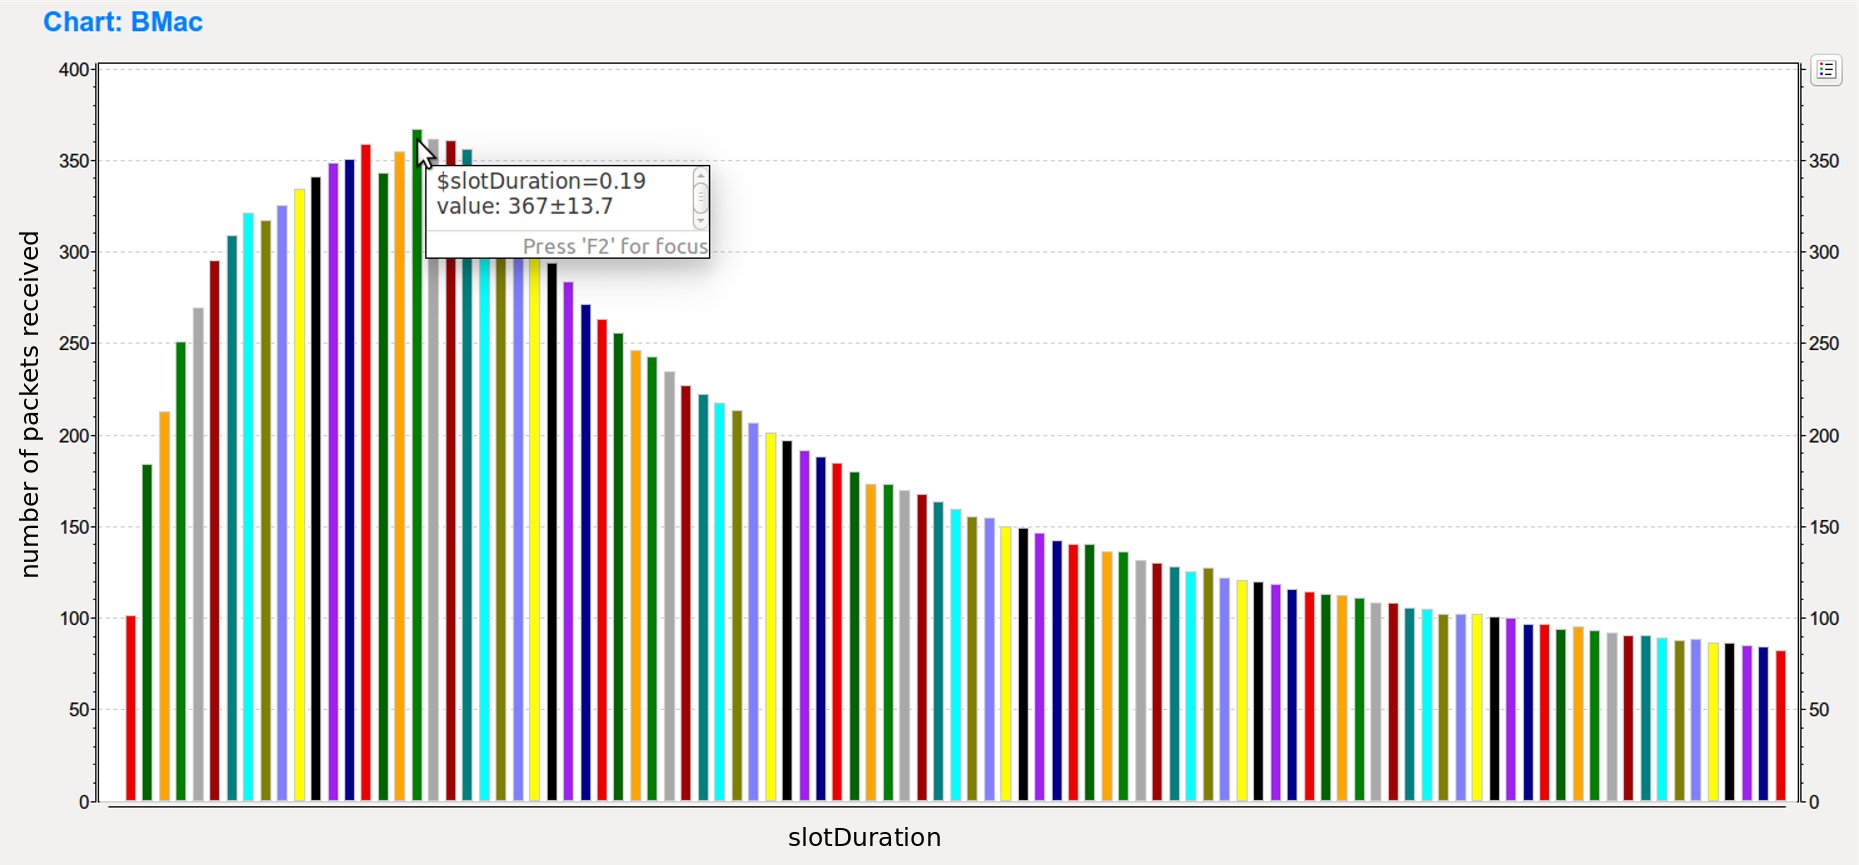 Chart: BMac
400
350
300
250
200
150
100
50
0
number of packets received
$slotDuration=0.19
value: 367±13.7
Press 'F2' for focus
350
300
250
200
150
100
50
0
slotDuration